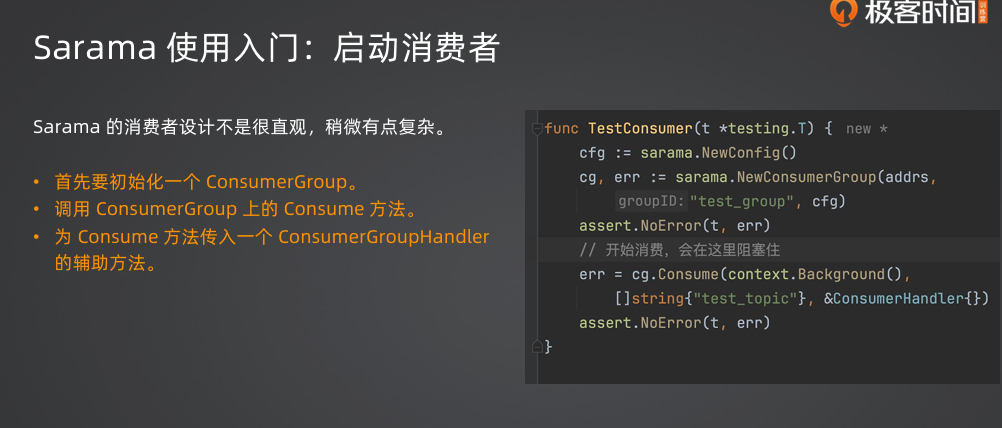 极客时间 训练营
Sarama 使用入门：启动消费者
Sarama 的消费者设计不是很直观，稍微有点复杂。
• 首先要初始化一个 ConsumerGroup。
• 调用 ConsumerGroup 上的 Consume 方法。
• 为 Consume 方法传入一个 ConsumerGroupHandler
的辅助方法。
func TestConsumer(t *testing.T) { new *
cfg := sarama.NewConfig()
cg, err := sarama.NewConsumerGroup(addrs,
groupID: "test_group", cfg)
assert.NoError(t, err)
// 开始消费，会在这里阻塞住
err = cg.Consume(context.Background(),
[]string{"test_topic"}, &ConsumerHandler{})
assert.NoError(t, err)
}